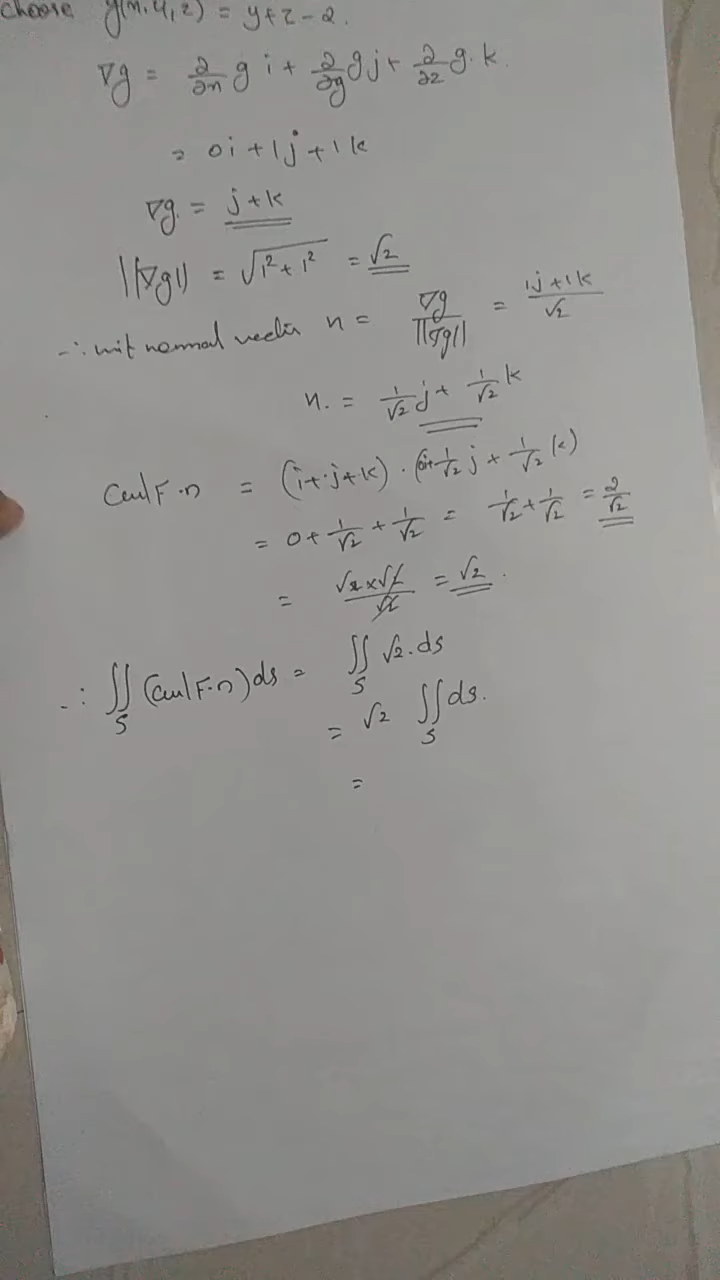 choose g(x,y,z) = y+z-2.
∇g = ∂/∂x g i + ∂/∂y g j + ∂/∂z g. k.
= 0i + 1j + 1k
∇g. = j+k
||∇g|| = √(1²+1²) = √2
∴ unit normal vector n = ∇g/||∇g|| = (1j+1k)/√2
n. = 1/√2 j + 1/√2 k
Curl F·n = (i+j+k) · (0i+1/√2 j + 1/√2 k)
= 0 + 1/√2 + 1/√2 = 1/√2 + 1/√2 = 2/√2
= (√2×√2)/√2 = √2.
∴ ∬S (Curl F·n) ds = ∬S √2. ds
= √2 ∬S ds.
=